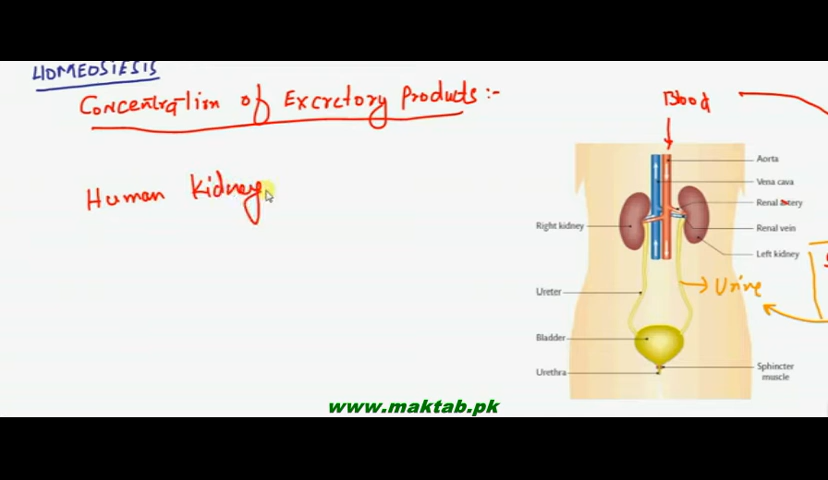 HOMEOSIESIS
Concentration of Excretory Products :-
Blood
Human Kidney
Aorta
Vena cava
Renal artery
Right kidney
Renal vein
Left kidney
Ureter
Urine
Bladder
Urethra
Sphincter
muscle
www.maktab.pk